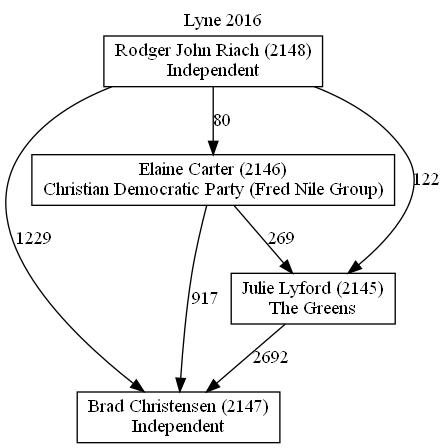 Lyne 2016
Rodger John Riach (2148)
Independent
80
Elaine Carter (2146)
Christian Democratic Party (Fred Nile Group)
122
1229
269
917
Julie Lyford (2145)
The Greens
2692
Brad Christensen (2147)
Independent